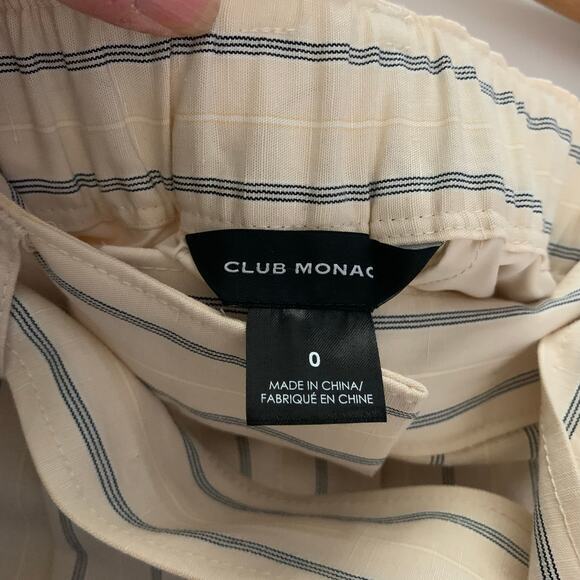 CLUB MONAC
0
MADE IN CHINA/
FABRIQUÉ EN CHINE